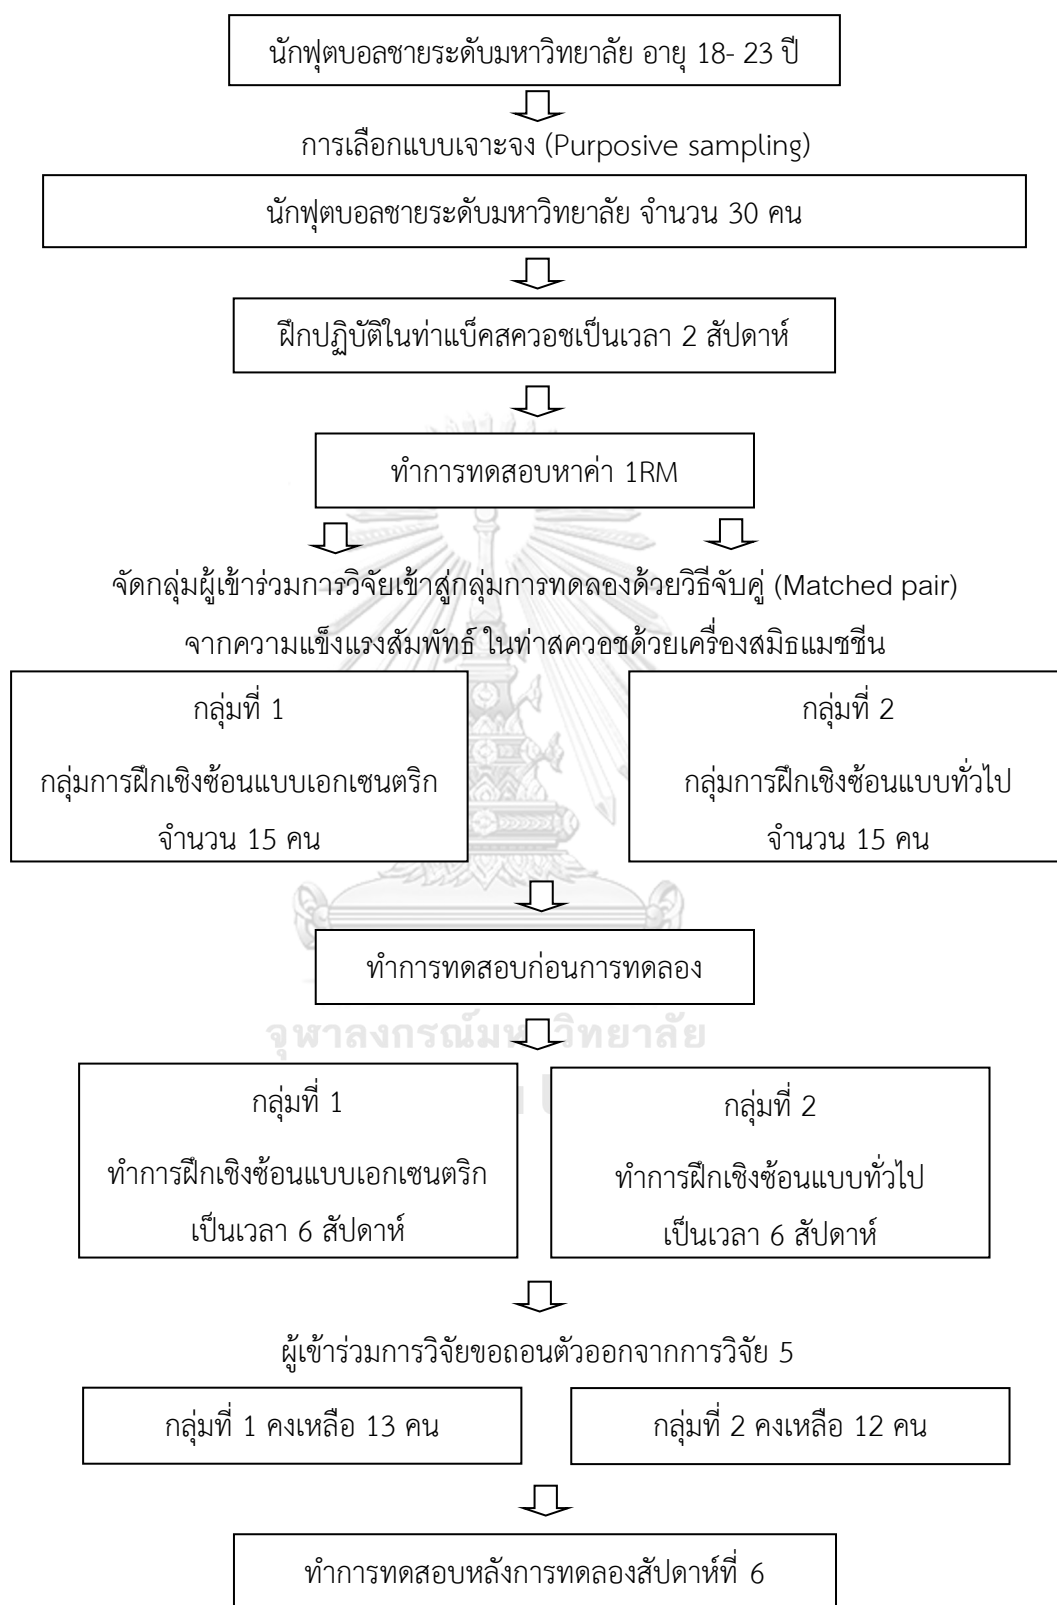 นักฟุตบอลชายระดับมหาวิทยาลัย อายุ 18- 23 ปี
การเลือกแบบเจาะจง (Purposive sampling)
นักฟุตบอลชายระดับมหาวิทยาลัย จำนวน 30 คน
ฝึกปฏิบัติในท่าแบ็คสควอชเป็นเวลา 2 สัปดาห์
ทำการทดสอบหาค่า 1RM
จัดกลุ่มผู้เข้าร่วมการวิจัยเข้าสู่กลุ่มการทดลองด้วยวิธีจับคู่ (Matched pair)
จากความแข็งแรงสัมพัทธ์ ในท่าสควอชด้วยเครื่องสมิธแมชชีน
กลุ่มที่ 1
กลุ่มการฝึกเชิงซ้อนแบบเอกเซนตริก
จำนวน 15 คน
กลุ่มที่ 2
กลุ่มการฝึกเชิงซ้อนแบบทั่วไป
จำนวน 15 คน
ทำการทดสอบก่อนการทดลอง
กลุ่มที่ 1
ทำการฝึกเชิงซ้อนแบบเอกเซนตริก
เป็นเวลา 6 สัปดาห์
กลุ่มที่ 2
ทำการฝึกเชิงซ้อนแบบทั่วไป
เป็นเวลา 6 สัปดาห์
ผู้เข้าร่วมการวิจัยขอถอนตัวออกจากการวิจัย 5
กลุ่มที่ 1 คงเหลือ 13 คน
กลุ่มที่ 2 คงเหลือ 12 คน
ทำการทดสอบหลังการทดลองสัปดาห์ที่ 6